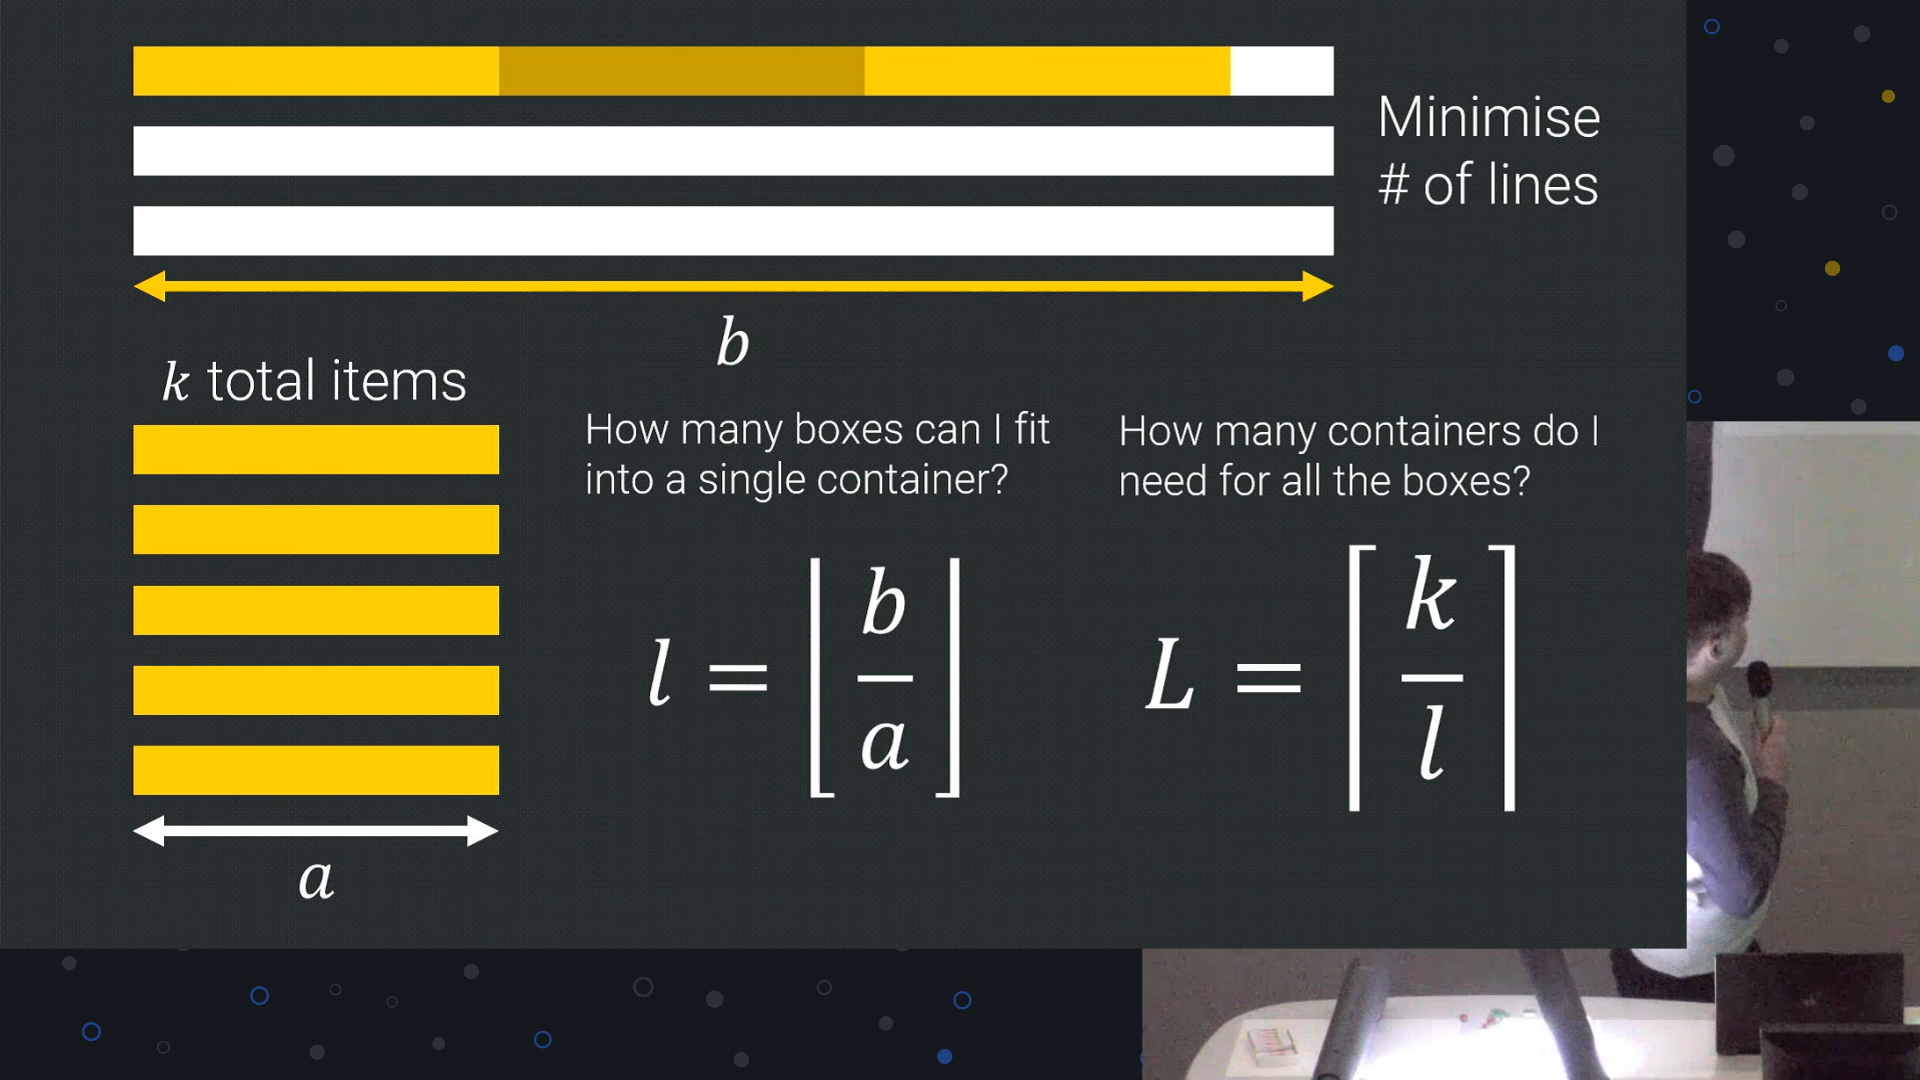 Minimise
# of lines
b
k total items
How many boxes can I fit
into a single container?
How many containers do I
need for all the boxes?
l = ⌊b/a⌋
L = ⌈k/l⌉
a